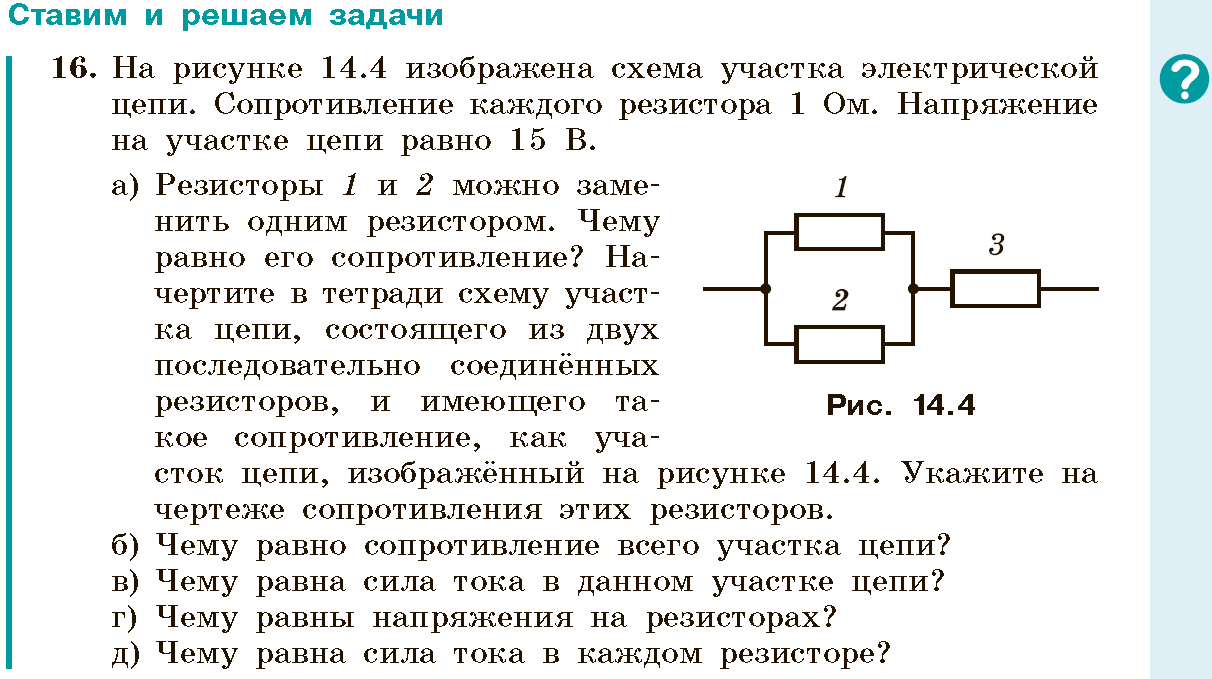 Ставим и решаем задачи
16. На рисунке 14.4 изображена схема участка электрической
цепи. Сопротивление каждого резистора 1 Ом. Напряжение
на участке цепи равно 15 В.
?
а) Резисторы 1 и 2 можно заме-
нить одним резистором. Чему
равно его сопротивление? На-
чертите в тетради схему участ-
ка цепи, состоящего из двух
последовательно соединённых
резисторов, и имеющего та-
кое сопротивление, как уча-
сток цепи, изображённый на рисунке 14.4. Укажите на
чертеже сопротивления этих резисторов.
1
2
3
Рис. 14.4
б) Чему равно сопротивление всего участка цепи?
в) Чему равна сила тока в данном участке цепи?
г) Чему равны напряжения на резисторах?
д) Чему равна сила тока в каждом резисторе?